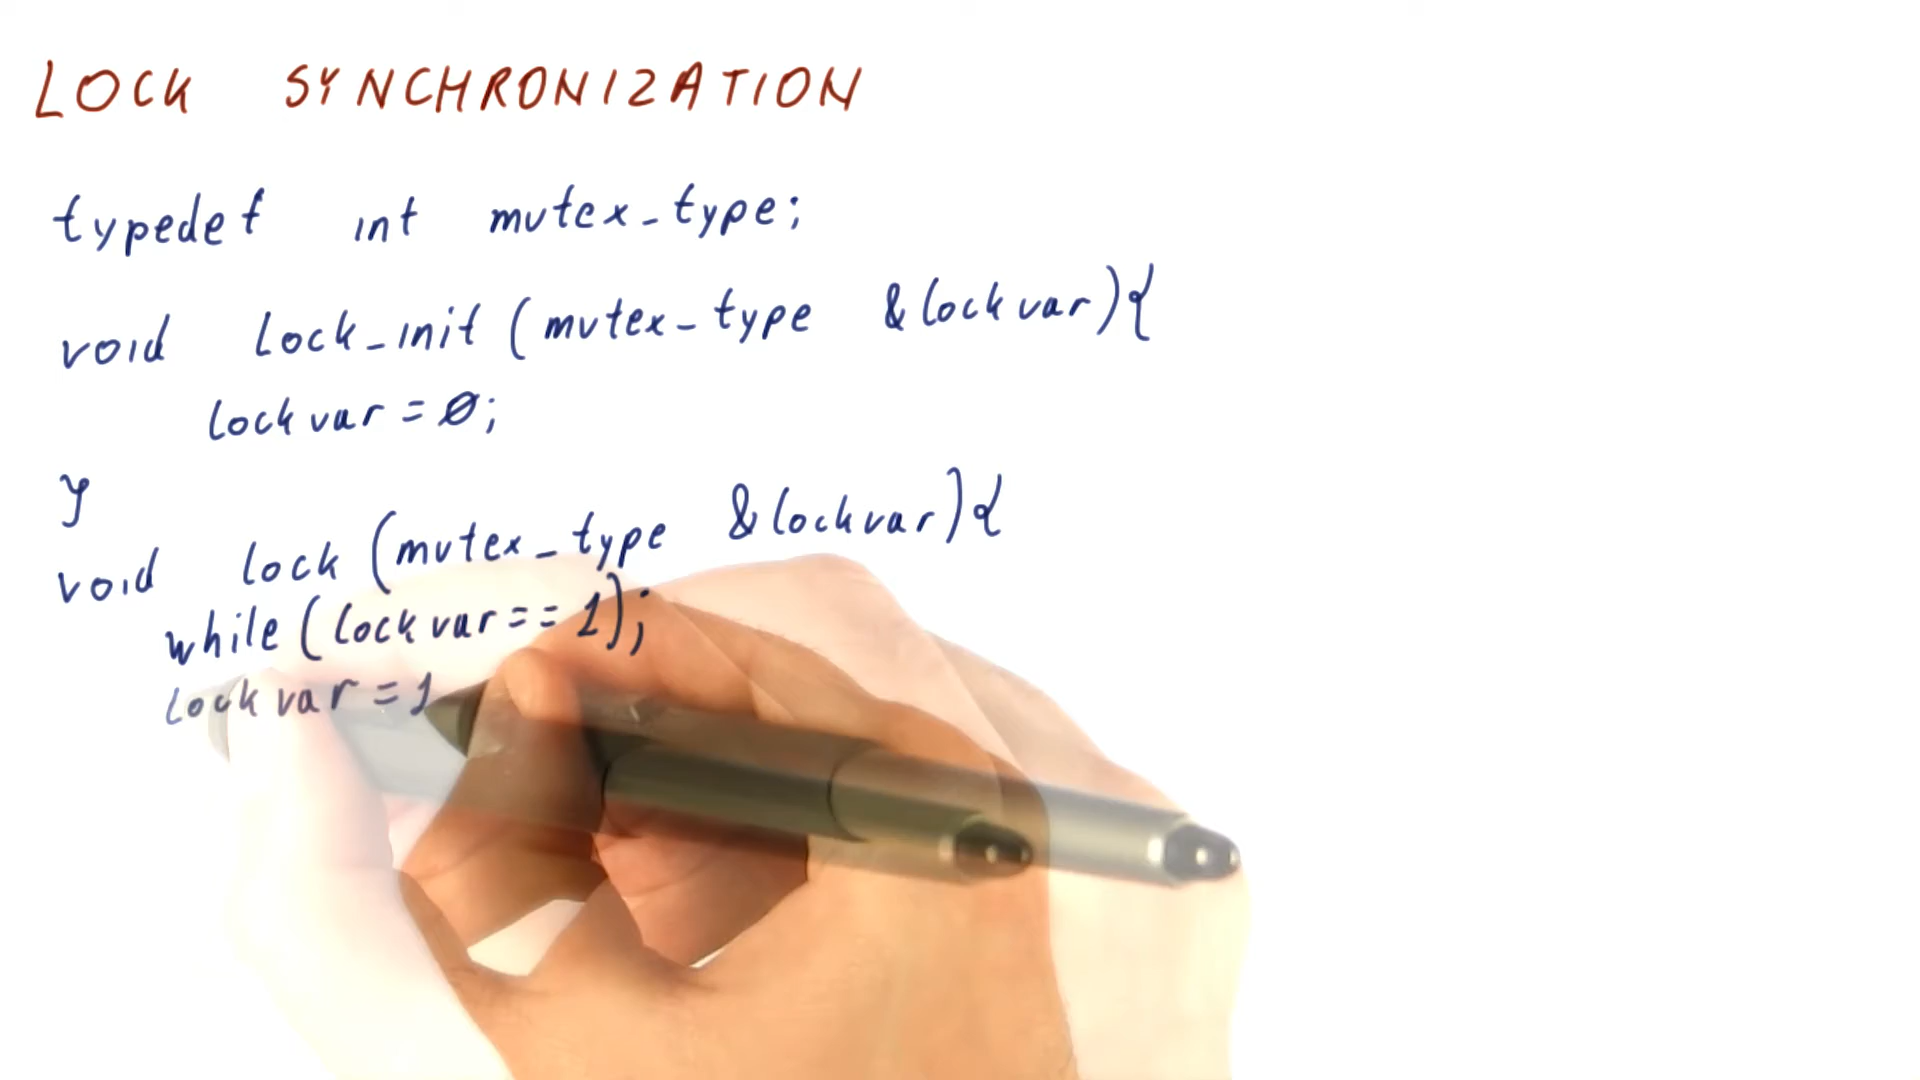 LOCK SYNCHRONIZATION
typedef int mutex_type;
void lock_init (mutex_type &lockvar){
lockvar = 0;
}
void lock (mutex_type &lockvar){
while (lockvar == 1);
lockvar = 1